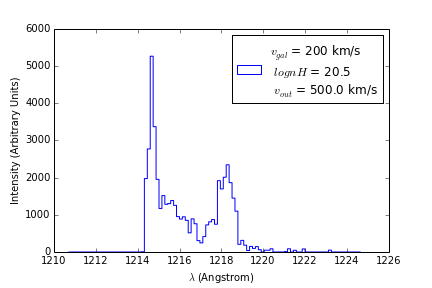 6000
5000
4000
3000
2000
1000
0
Intensity (Arbitrary Units)
v_gal = 200 km/s
lognH = 20.5
v_out = 500.0 km/s
1210 1212 1214 1216 1218 1220 1222 1224 1226
λ (Angstrom)